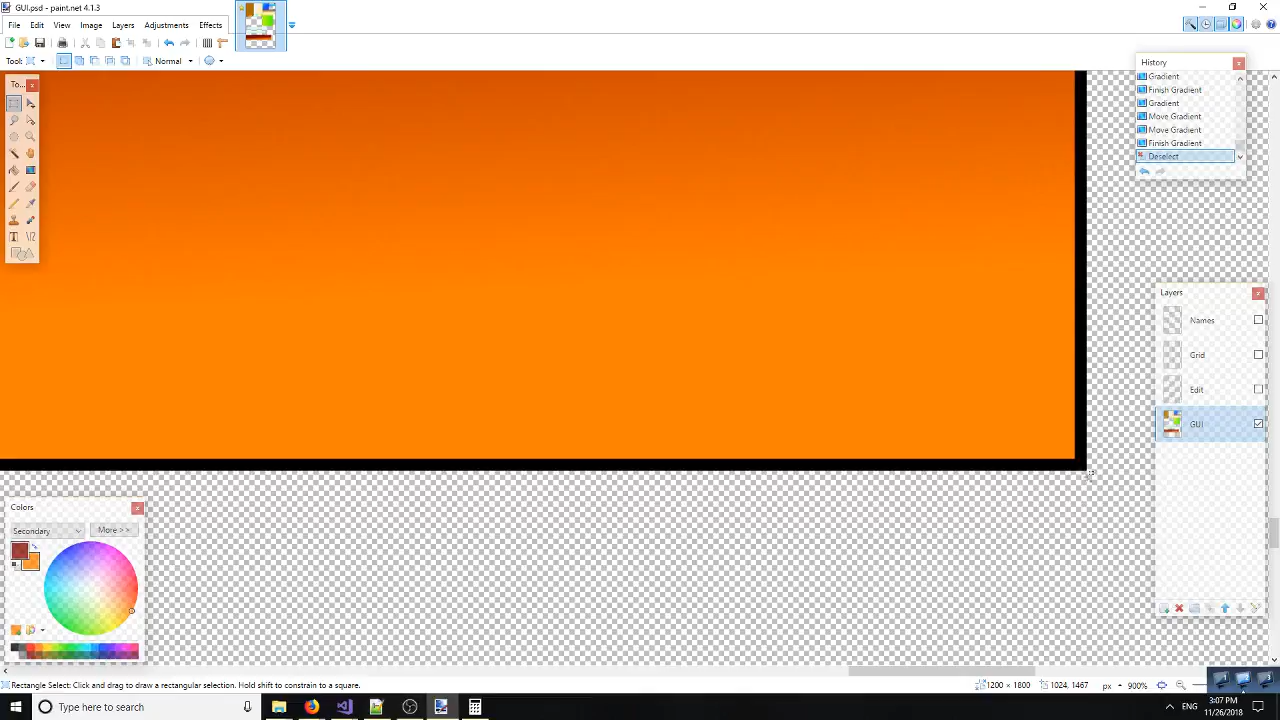 GUI.psd - paint.net 4.1.3
File Edit View Image Layers Adjustments Effects
Tool: Normal
To...
History
Gradient
Finish Gradient
Gradient
Move Gradient
Move Gradient
Finish Gradient
Deselect
Layers
Names
Grid
Edit
GUI
Colors
Secondary More >>
Rectangle Select: Click and drag to draw a rectangular selection. Hold shift to constrain to a square. 1200 × 1800 1024, 1467 px 900%
Type here to search
3:07 PM
11/26/2018